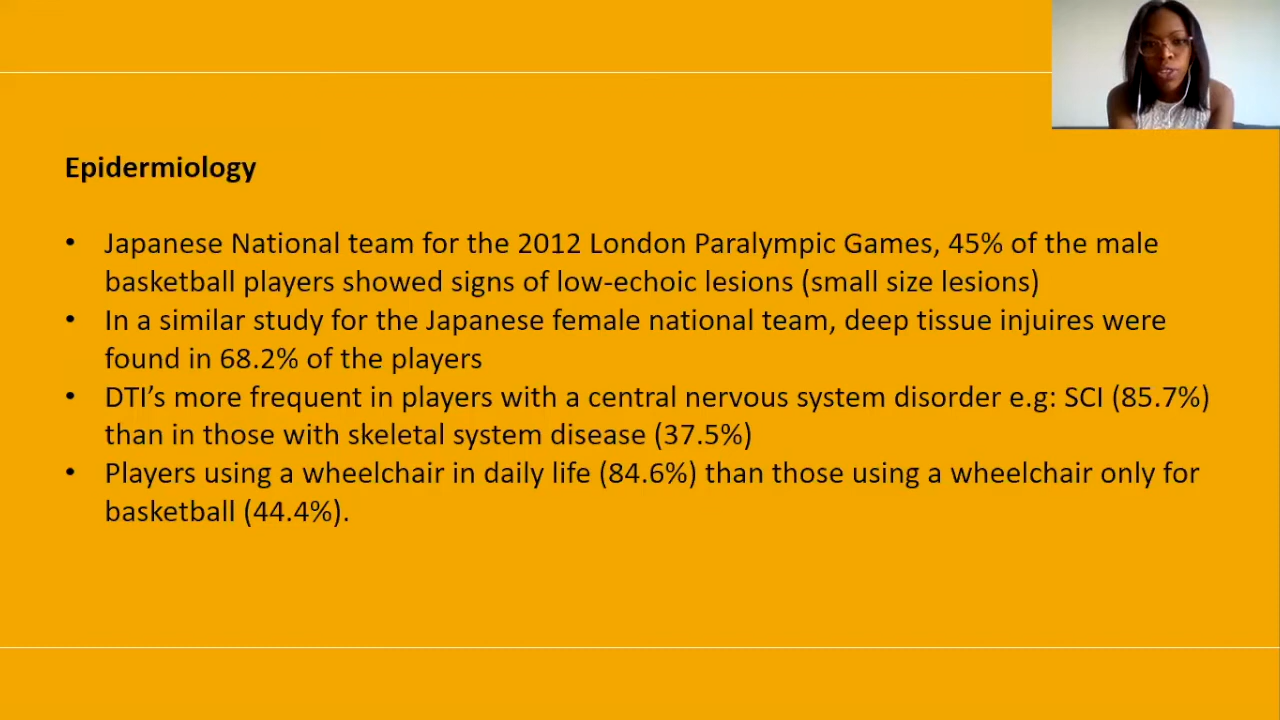 Epidermiology
• Japanese National team for the 2012 London Paralympic Games, 45% of the male
basketball players showed signs of low-echoic lesions (small size lesions)
• In a similar study for the Japanese female national team, deep tissue injuires were
found in 68.2% of the players
• DTI’s more frequent in players with a central nervous system disorder e.g: SCI (85.7%)
than in those with skeletal system disease (37.5%)
• Players using a wheelchair in daily life (84.6%) than those using a wheelchair only for
basketball (44.4%).